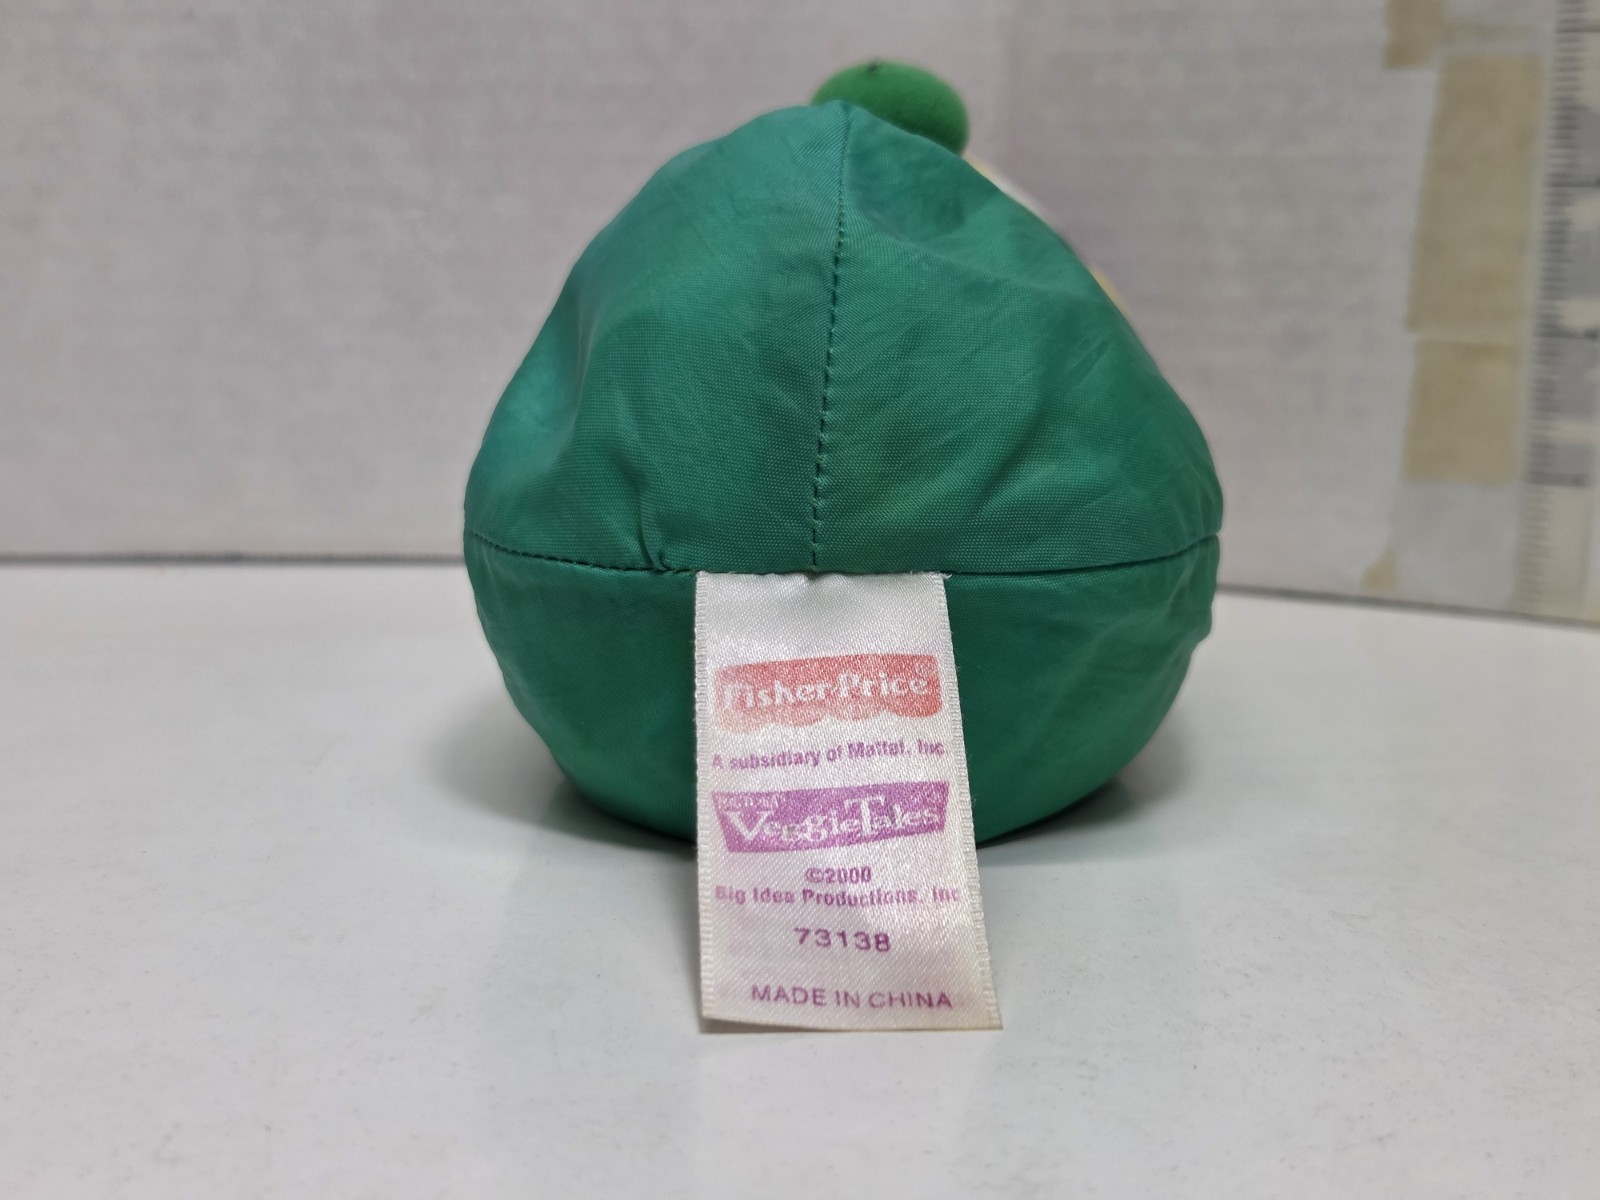 Fisher-Price
A subsidiary of Mattel, Inc
VeggieTales
©2000
Big Idea Productions, Inc
73138
MADE IN CHINA